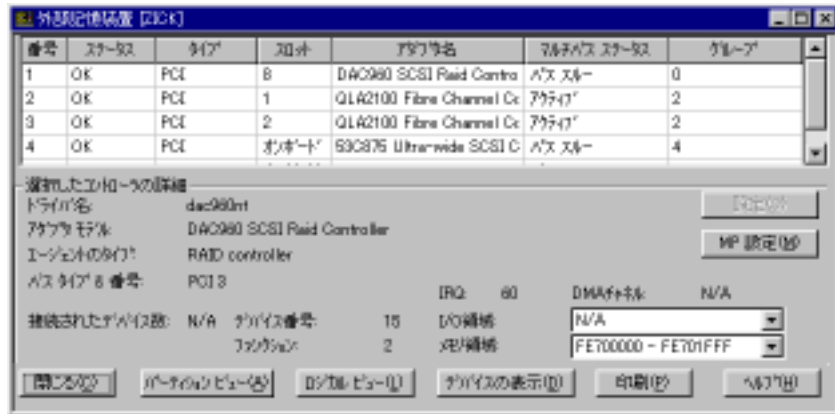 外部記憶装置 [ZICK]
番号 ステータス タイプ スロット アダプタ名 マルチパス ステータス グループ
1 OK PCI 8 DAC960 SCSI Raid Contro パス スルー 0
2 OK PCI 1 QLA2100 Fibre Channel Cc アクティブ 2
3 OK PCI 2 QLA2100 Fibre Channel Cc アクティブ 2
4 OK PCI オンボード 53C875 Ultra-wide SCSI C パス スルー 4
選択したコントローラの詳細
ドライバ名: dac960nt
アダプタ モデル: DAC960 SCSI Raid Controller
エージェントのタイプ: RAID controller
バス タイプ & 番号: PCI 3
IRQ: 60 DMAチャネル: N/A
接続されたデバイス数: N/A デバイス番号: 15 I/O領域: N/A
ファンクション: 2 メモリ領域: FE700000 - FE701FFF
MP 設定(M)
閉じる(C) パーティション ビュー(A) ロジカル ビュー(L) デバイスの表示(D) 印刷(P) ヘルプ(H)